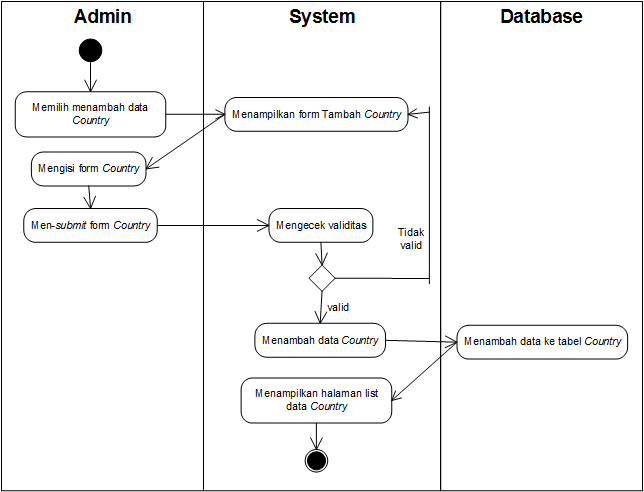 Admin
System
Database
Memilih menambah data
Country
Menampilkan form Tambah Country
Mengisi form Country
Men-submit form Country
Mengecek validitas
Tidak
valid
valid
Menambah data Country
Menambah data ke tabel Country
Menampilkan halaman list
data Country